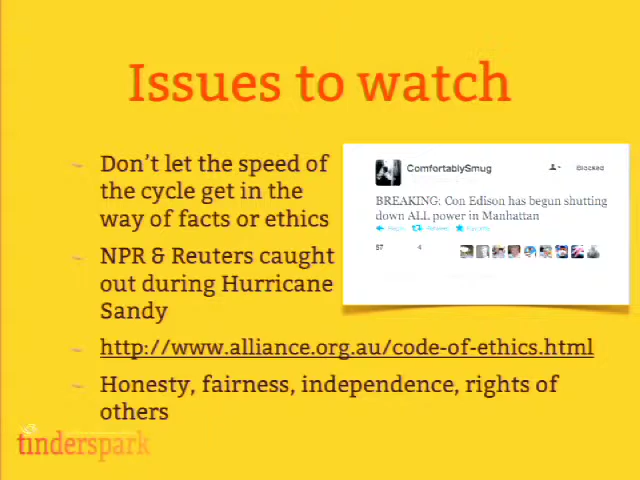 Issues to watch
Don't let the speed of
the cycle get in the
way of facts or ethics
NPR & Reuters caught
out during Hurricane
Sandy
http://www.alliance.org.au/code-of-ethics.html
Honesty, fairness, independence, rights of
others
ComfortablySmug
Blocked
BREAKING: Con Edison has begun shutting
down ALL power in Manhattan
57 4
tinderspark